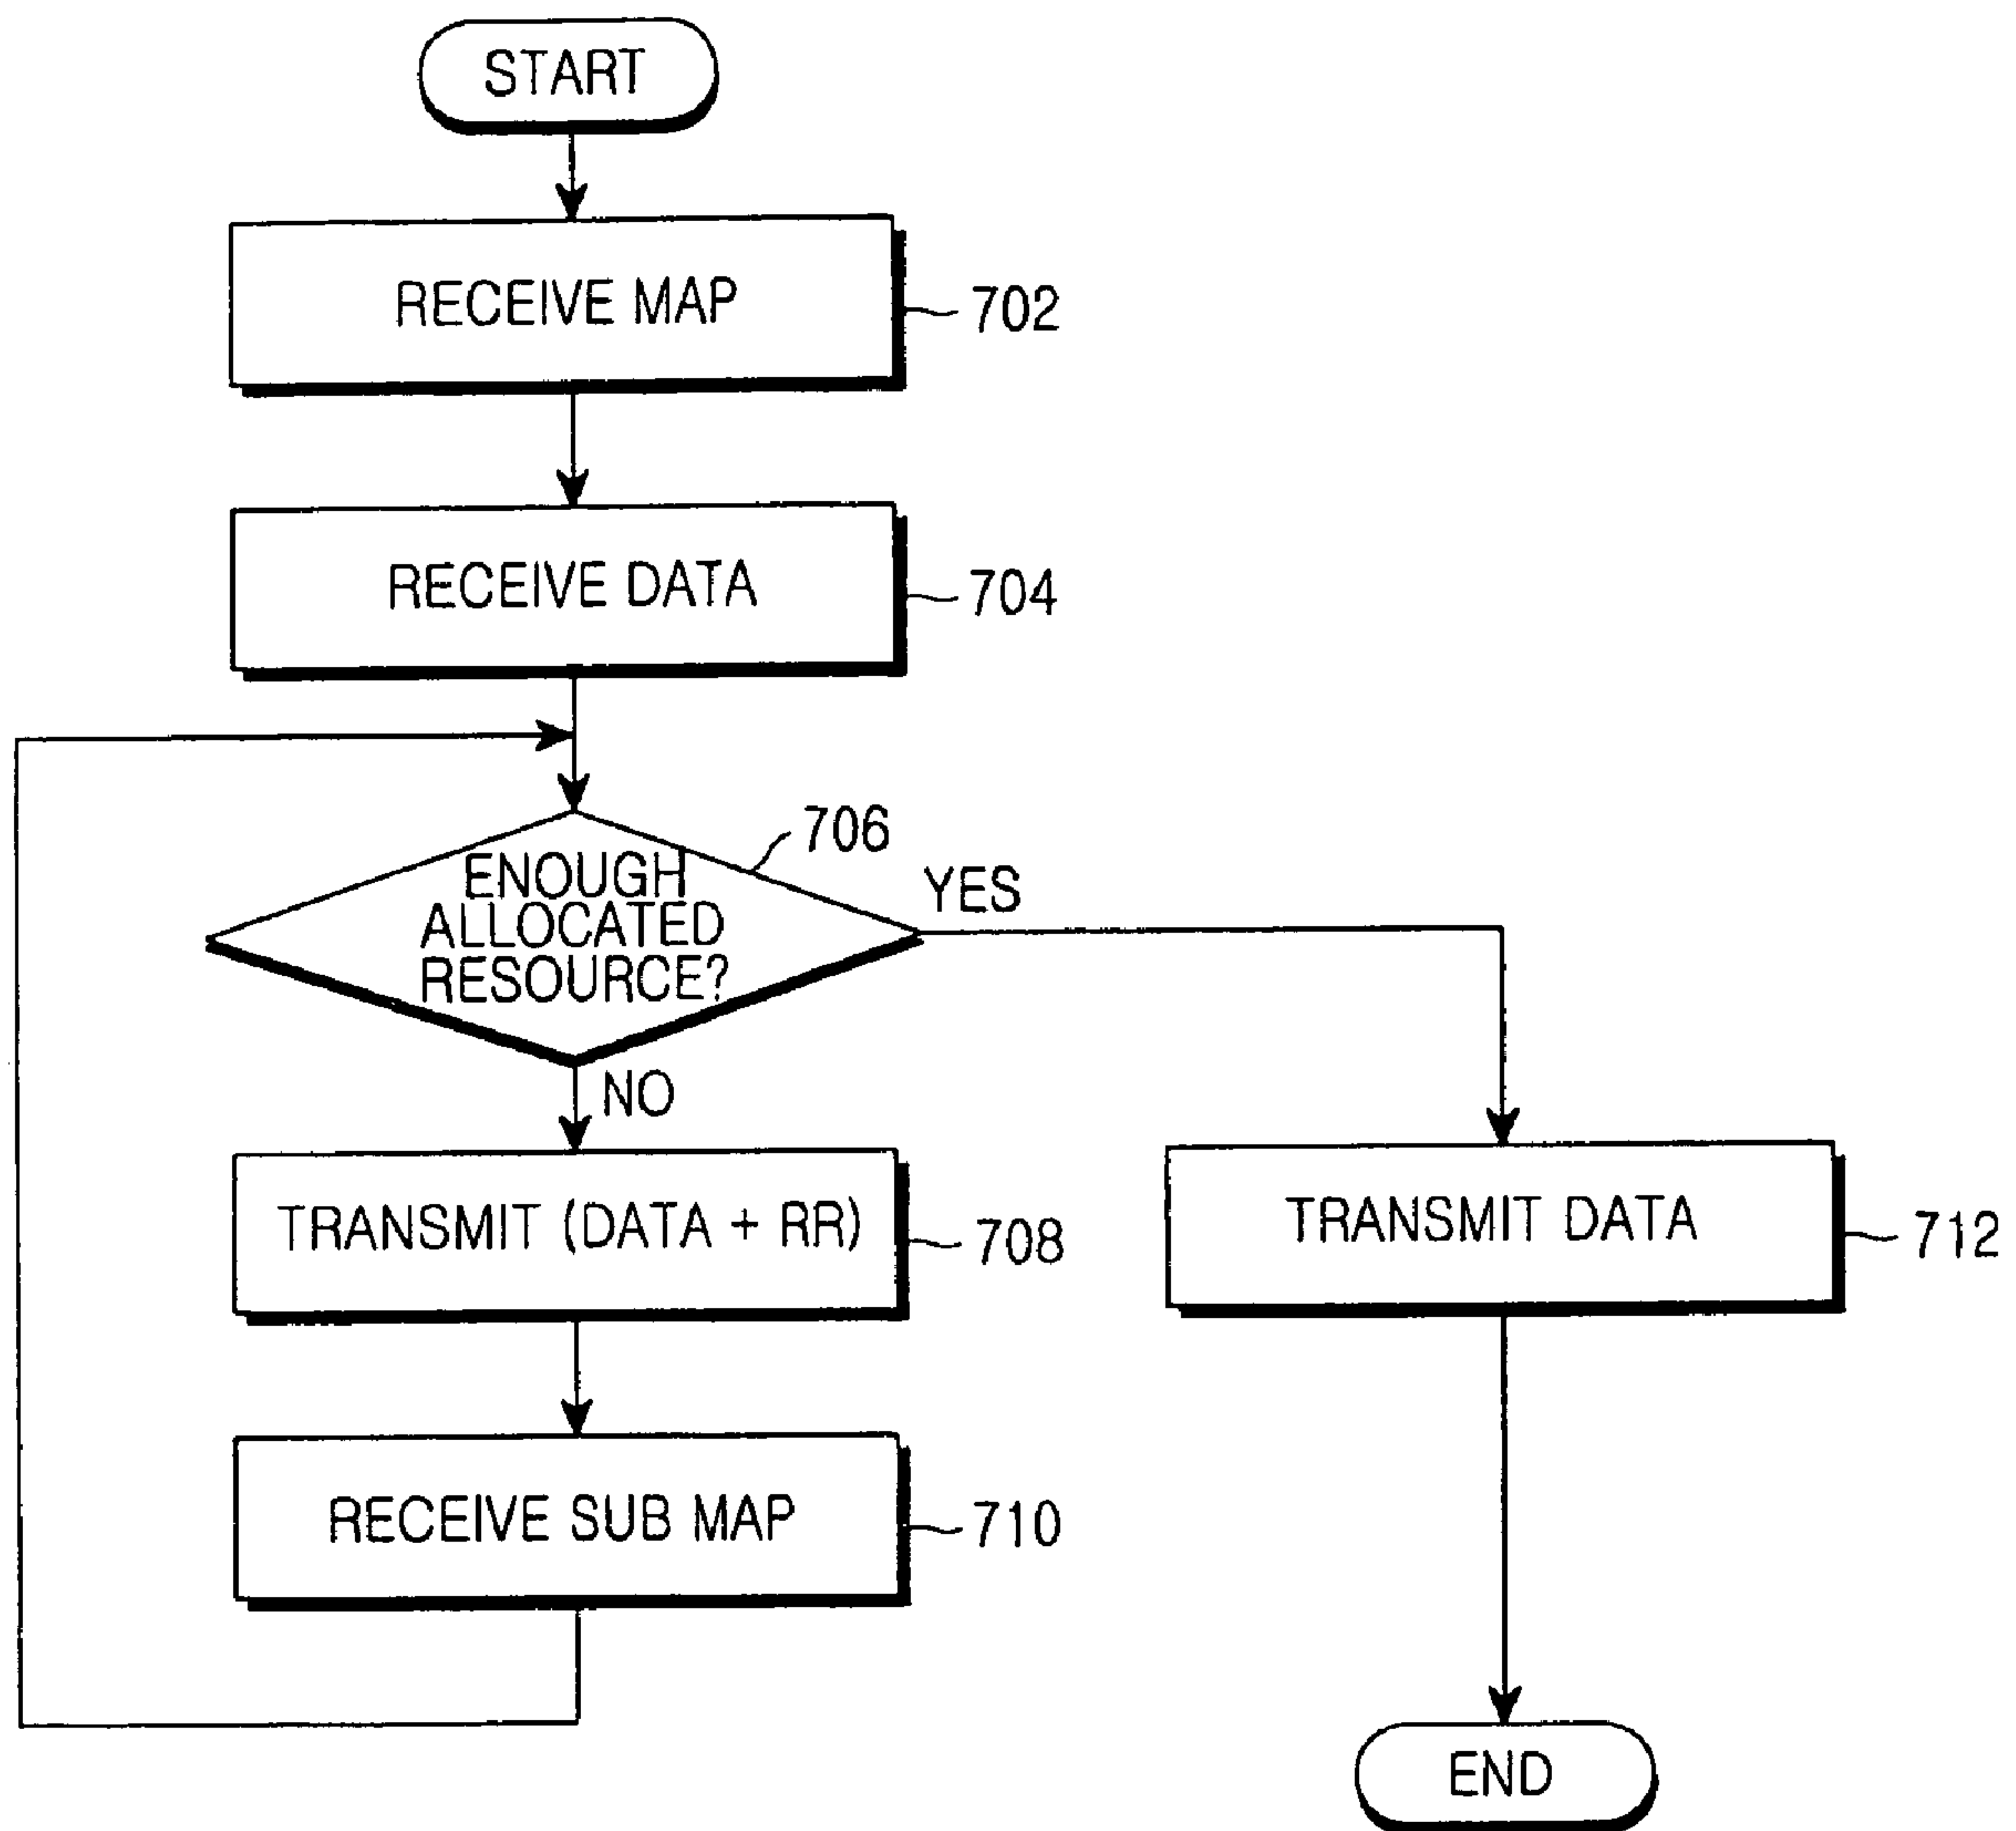 START
RECEIVE MAP
702
RECEIVE DATA
704
706
ENOUGH
ALLOCATED
RESOURCE?
YES
NO
TRANSMIT (DATA + RR)
708
TRANSMIT DATA
712
RECEIVE SUB MAP
710
END